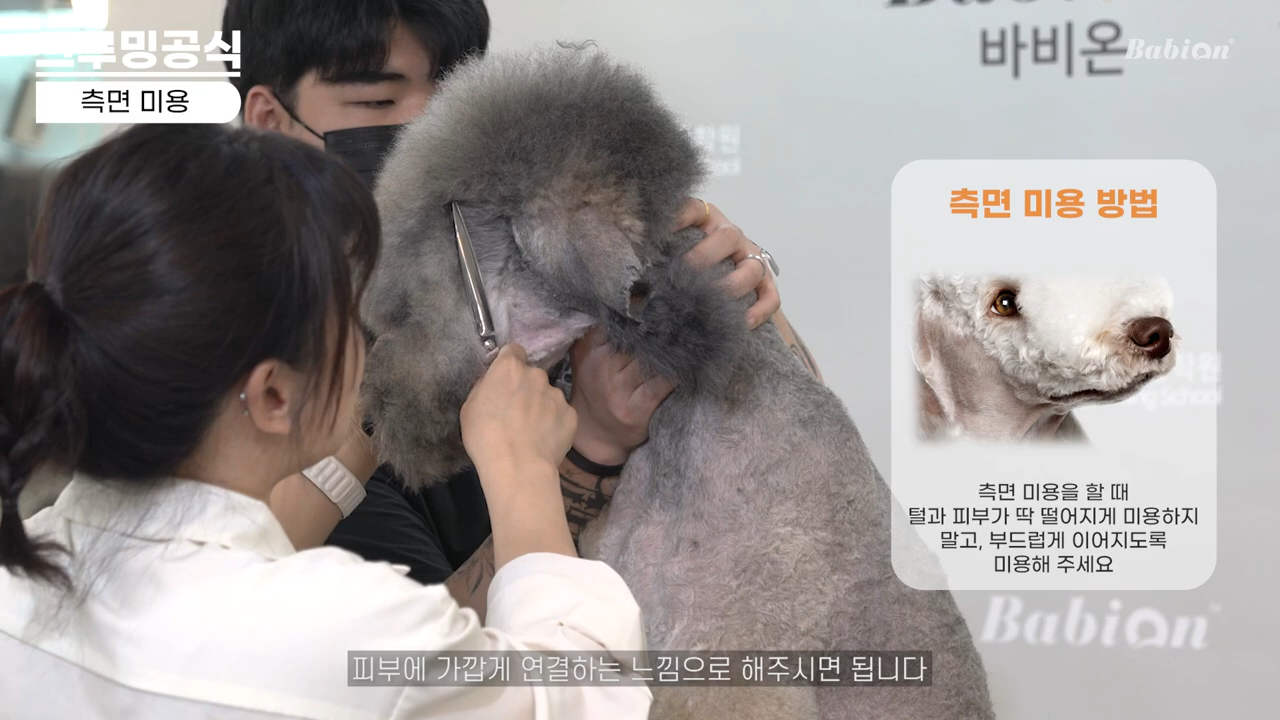 그루밍공식
측면 미용
바비온
Babion
측면 미용 방법
측면 미용을 할 때
털과 피부가 딱 떨어지게 미용하지
말고, 부드럽게 이어지도록
미용해 주세요
Babion
피부에 가깝게 연결하는 느낌으로 해주시면 됩니다